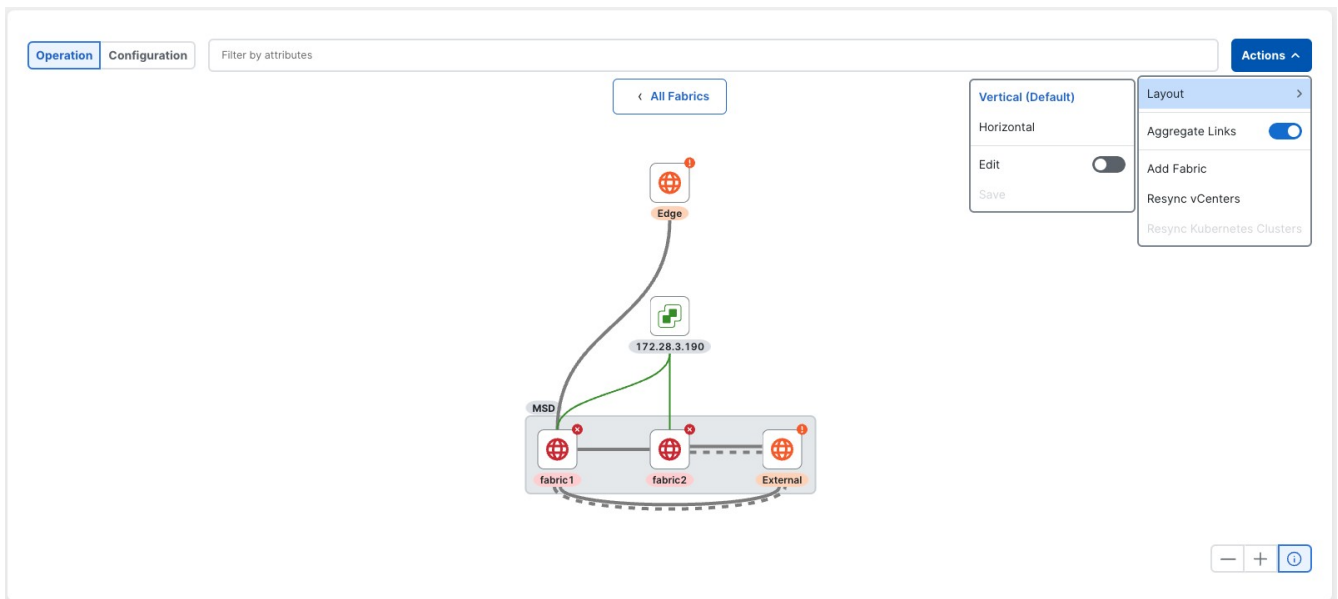 Operation
Configuration
Filter by attributes
Actions
All Fabrics
Vertical (Default)
Horizontal
Edit
Save
Layout
Aggregate Links
Add Fabric
Resync vCenters
Resync Kubernetes Clusters
Edge
172.28.3.190
MSD
fabric1
fabric2
External